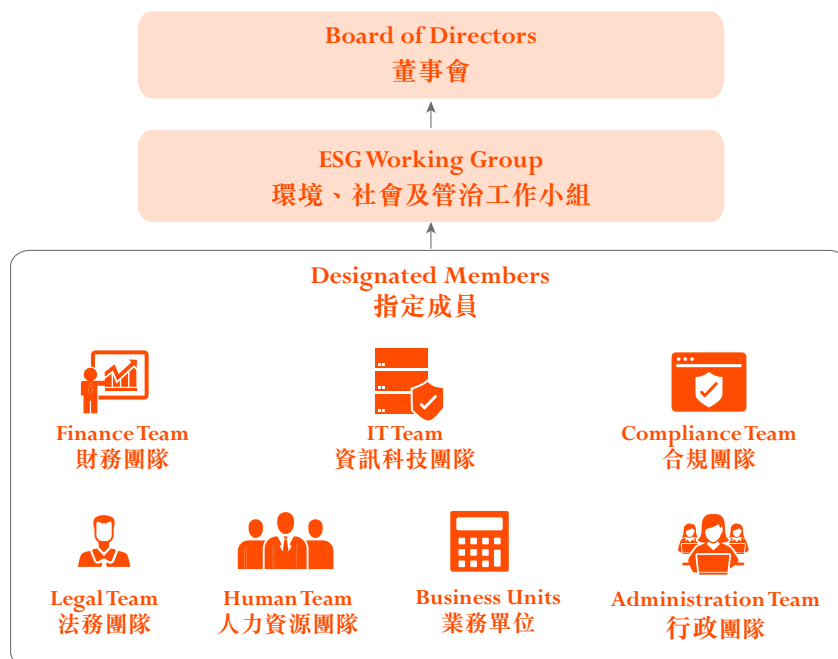 Board of Directors
董事會
ESG Working Group
環境、社會及管治工作小組
Designated Members
指定成員
Finance Team
財務團隊
IT Team
資訊科技團隊
Compliance Team
合規團隊
Legal Team
法務團隊
Human Team
人力資源團隊
Business Units
業務單位
Administration Team
行政團隊